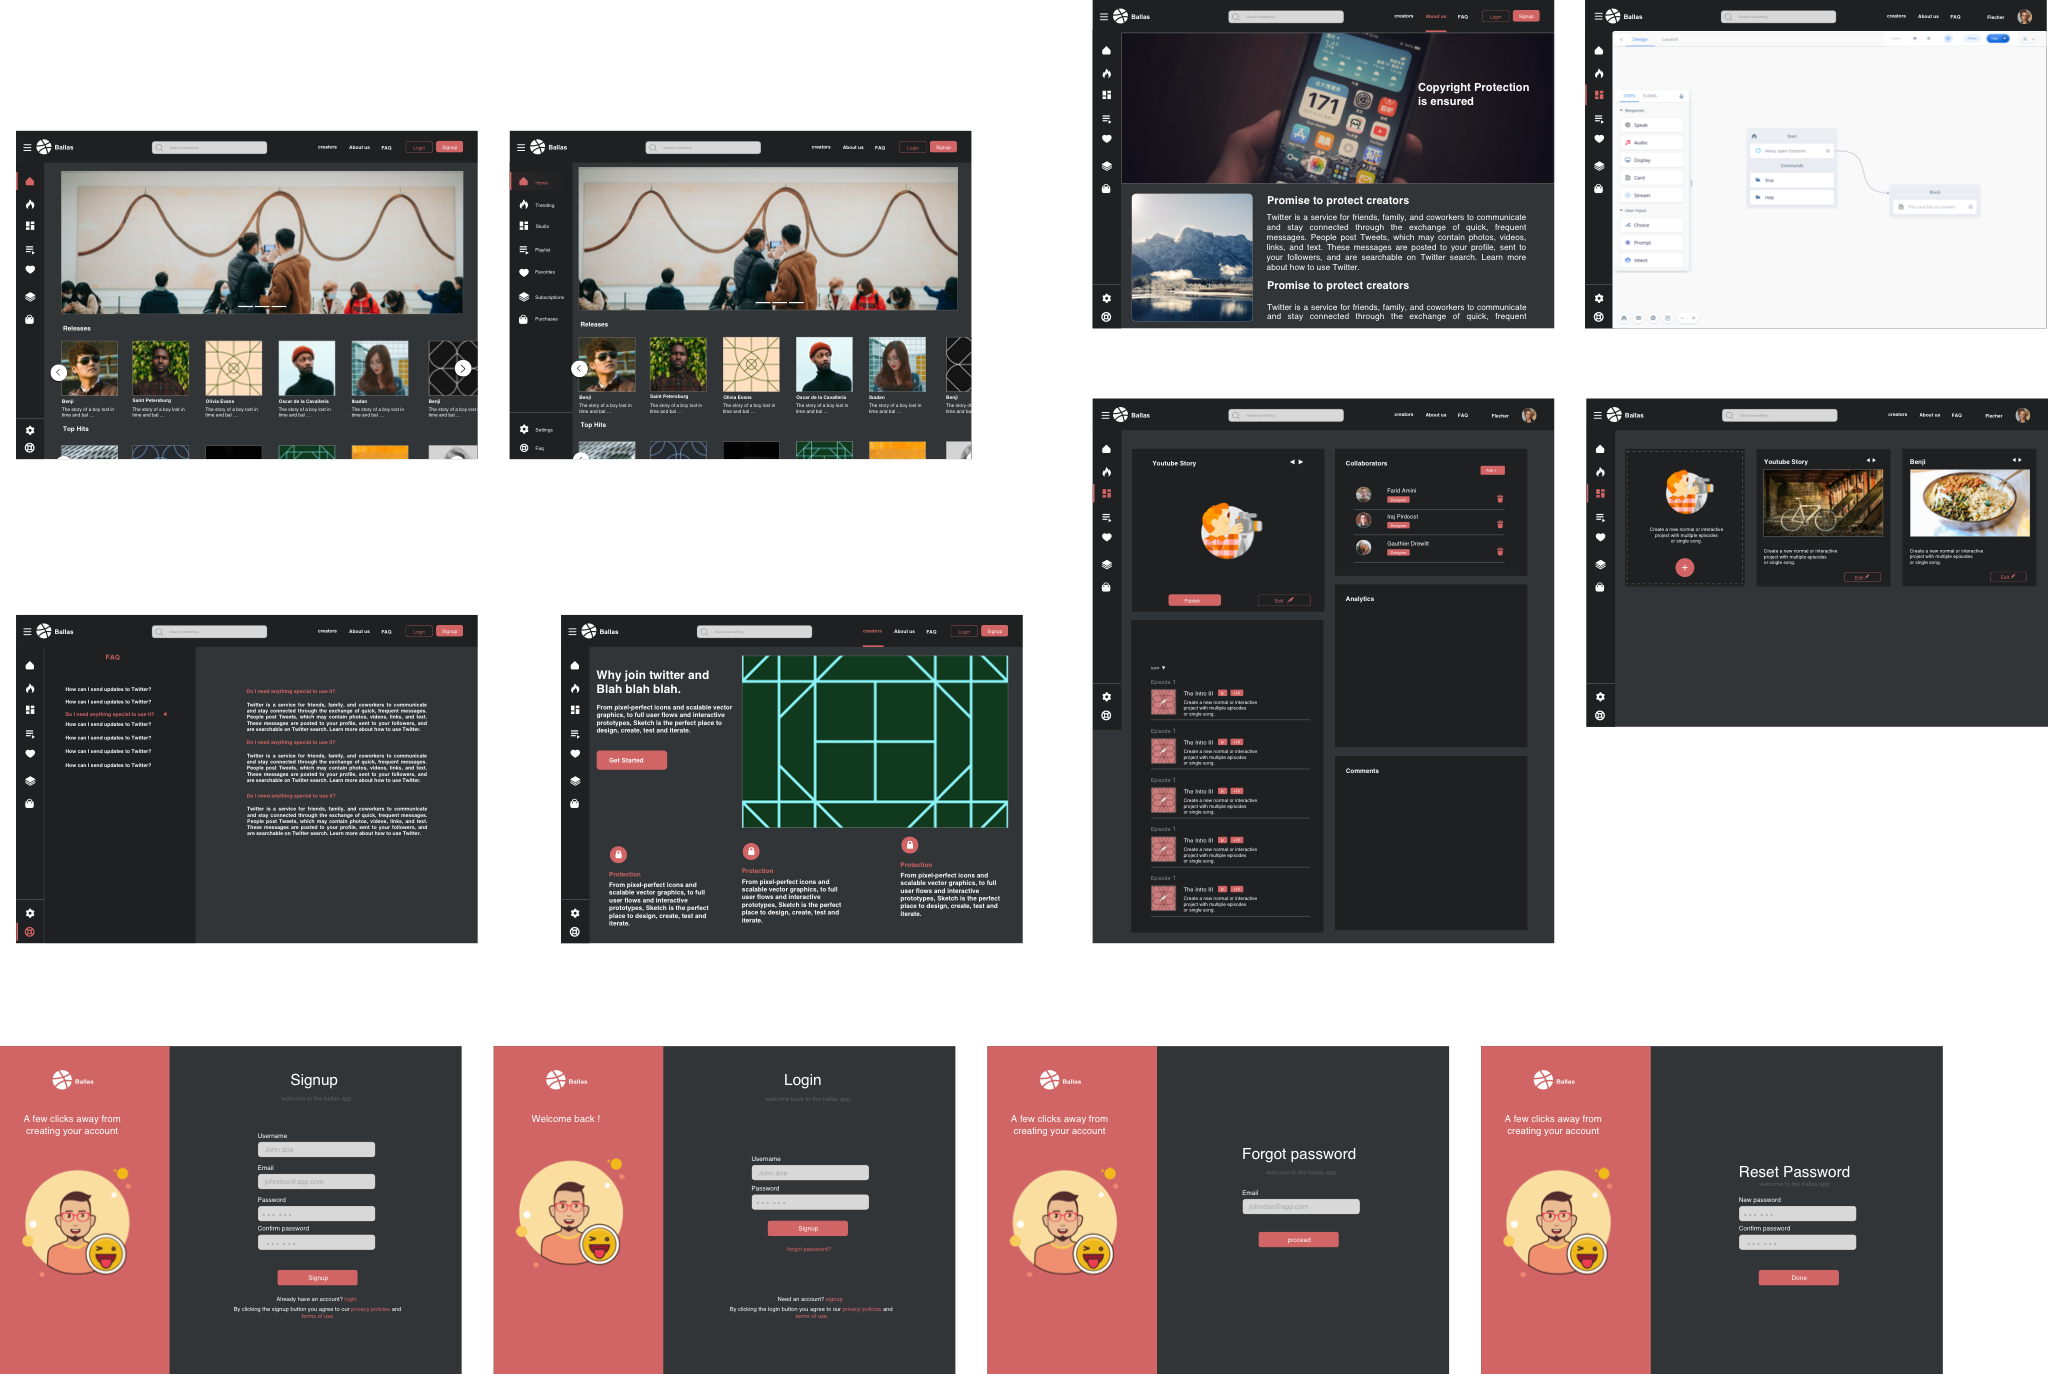 Ballas
creators
About us
FAQ
Login
Signup
Releases
Benji
The story of a boy lost in
time and bal ...
Saint Petersburg
Olivia Evans
Oscar de la Cavalleria
Ibadan
Benji
The story of a boy lost in
time and bal ...
Top Hits
Ballas
creators
About us
FAQ
Login
Signup
Home
Trending
Studio
Playlist
Favorites
Subscriptions
Purchases
Settings
Faq
Releases
Benji
The story of a boy lost in
time and bal ...
Saint Petersburg
Olivia Evans
Oscar de la Cavalleria
Ibadan
Benji
Top Hits
Ballas
creators
About us
FAQ
Login
Signup
171
Copyright Protection
is ensured
Promise to protect creators
Twitter is a service for friends, family, and coworkers to communicate
and stay connected through the exchange of quick, frequent
messages. People post Tweets, which may contain photos, videos,
links, and text. These messages are posted to your profile, sent to
your followers, and are searchable on Twitter search. Learn more
about how to use Twitter.
Promise to protect creators
Twitter is a service for friends, family, and coworkers to communicate
and stay connected through the exchange of quick, frequent
Ballas
creators
About us
FAQ
Flecher
Design
Launch
STEPS
FLOWS
Response
Speak
Audio
Display
Card
Stream
User Input
Choice
Prompt
Intent
Start
Commands
Stop
Help
Block
Ballas
creators
About us
FAQ
Flecher
Youtube Story
Publish
Edit
Collaborators
Add +
Farid Amini
Designer
Iraj Pirdoost
Designer
Gauthier Drewitt
Designer
Analytics
Comments
Episode 1
The Intro III
Create a new normal or interactive
project with multiple episodes
or single song.
Episode 1
The Intro III
Create a new normal or interactive
project with multiple episodes
or single song.
Episode 1
The Intro III
Create a new normal or interactive
project with multiple episodes
or single song.
Episode 1
The Intro III
Create a new normal or interactive
project with multiple episodes
or single song.
Episode 1
The Intro III
Create a new normal or interactive
project with multiple episodes
or single song.
Ballas
creators
About us
FAQ
Flecher
Create a new normal or interactive
project with multiple episodes
or single song.
Youtube Story
Create a new normal or interactive
project with multiple episodes
or single song.
Edit
Benji
Create a new normal or interactive
project with multiple episodes
or single song.
Edit
Ballas
creators
About us
FAQ
Login
Signup
FAQ
How can I send updates to Twitter?
How can I send updates to Twitter?
Do I need anything special to use it?
How can I send updates to Twitter?
How can I send updates to Twitter?
How can I send updates to Twitter?
How can I send updates to Twitter?
Do I need anything special to use it?
Twitter is a service for friends, family, and coworkers to communicate
and stay connected through the exchange of quick, frequent messages.
People post Tweets, which may contain photos, videos, links, and text.
These messages are posted to your profile, sent to your followers, and
are searchable on Twitter search. Learn more about how to use Twitter.
Do I need anything special to use it?
Twitter is a service for friends, family, and coworkers to communicate
and stay connected through the exchange of quick, frequent messages.
People post Tweets, which may contain photos, videos, links, and text.
These messages are posted to your profile, sent to your followers, and
are searchable on Twitter search. Learn more about how to use Twitter.
Do I need anything special to use it?
Twitter is a service for friends, family, and coworkers to communicate
and stay connected through the exchange of quick, frequent messages.
People post Tweets, which may contain photos, videos, links, and text.
These messages are posted to your profile, sent to your followers, and
are searchable on Twitter search. Learn more about how to use Twitter.
Ballas
creators
About us
FAQ
Login
Signup
Why join twitter and
Blah blah blah.
From pixel-perfect icons and scalable vector
graphics, to full user flows and interactive
prototypes, Sketch is the perfect place to
design, create, test and iterate.
Get Started
Protection
From pixel-perfect icons and
scalable vector graphics, to full
user flows and interactive
prototypes, Sketch is the perfect
place to design, create, test and
iterate.
Protection
From pixel-perfect icons and
scalable vector graphics, to full
user flows and interactive
prototypes, Sketch is the perfect
place to design, create, test and
iterate.
Protection
From pixel-perfect icons and
scalable vector graphics, to full
user flows and interactive
prototypes, Sketch is the perfect
place to design, create, test and
iterate.
Ballas
A few clicks away from
creating your account
Signup
welcome to the ballas app
Username
John doe
Email
johndoe@app.com
Password
Confirm password
Signup
Already have an account? login
By clicking the signup button you agree to our privacy policies and
terms of use
Ballas
Welcome back !
Login
welcome back to the ballas app
Username
John doe
Password
Signup
forgot password?
Need an account? signup
By clicking the login button you agree to our privacy policies and
terms of use
Ballas
A few clicks away from
creating your account
Forgot password
welcome to the ballas app
Email
johndoe@app.com
proceed
Ballas
A few clicks away from
creating your account
Reset Password
welcome to the ballas app
New password
Confirm password
Done